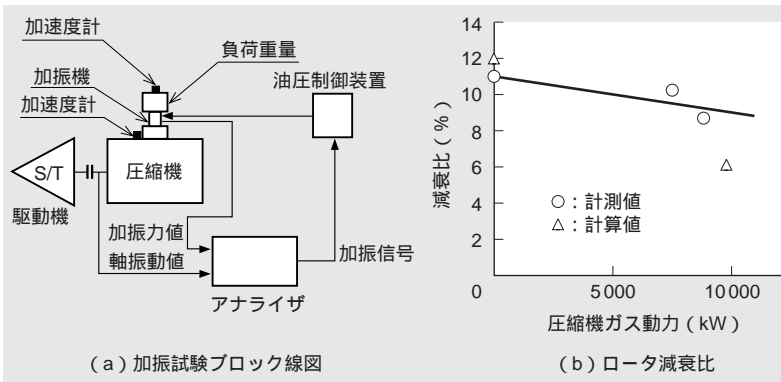 加速度計
加振機
加速度計
負荷重量
油圧制御装置
S/T
圧縮機
駆動機
加振力値
軸振動値
加振信号
アナライザ
(a)加振試験ブロック線図
14
12
10
8
6
4
2
0
5 000
10 000
減衰比(%)
○:計測値
△:計算値
圧縮機ガス動力(kW)
(b)ロータ減衰比